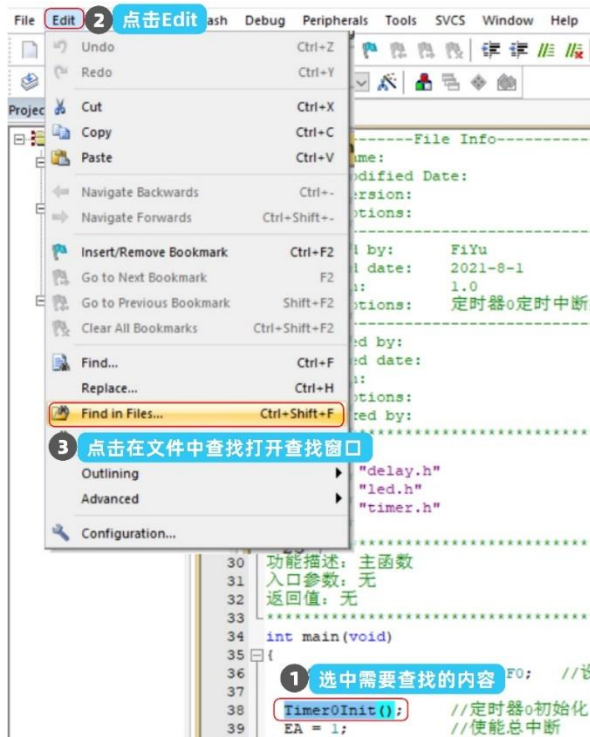 File Edit 2 点击Edit ash Debug Peripherals Tools SVCS Window Help
Undo Ctrl+Z
Redo Ctrl+Y
Projec
Cut Ctrl+X
Copy Ctrl+C
Paste Ctrl+V
Navigate Backwards Ctrl+-
Navigate Forwards Ctrl+Shift+-
Insert/Remove Bookmark Ctrl+F2
Go to Next Bookmark F2
Go to Previous Bookmark Shift+F2
Clear All Bookmarks Ctrl+Shift+F2
Find... Ctrl+F
Replace... Ctrl+H
Find in Files... Ctrl+Shift+F
3 点击在文件中查找打开查找窗口
Outlining
Advanced
Configuration...
-------File Info----------
ame:
odified Date:
ersion:
ptions:
d by: FiYu
d date: 2021-8-1
n: 1.0
ptions: 定时器0定时中断
ed by:
ed date:
n:
ptions:
red by:
"delay.h"
"led.h"
"timer.h"
30 功能描述：主函数
31 入口参数：无
32 返回值：无
33
34 int main(void)
35 {
36 1 选中需要查找的内容 F0; //设
37
38 Timer0Init(); //定时器0初始化
39 EA = 1; //使能总中断